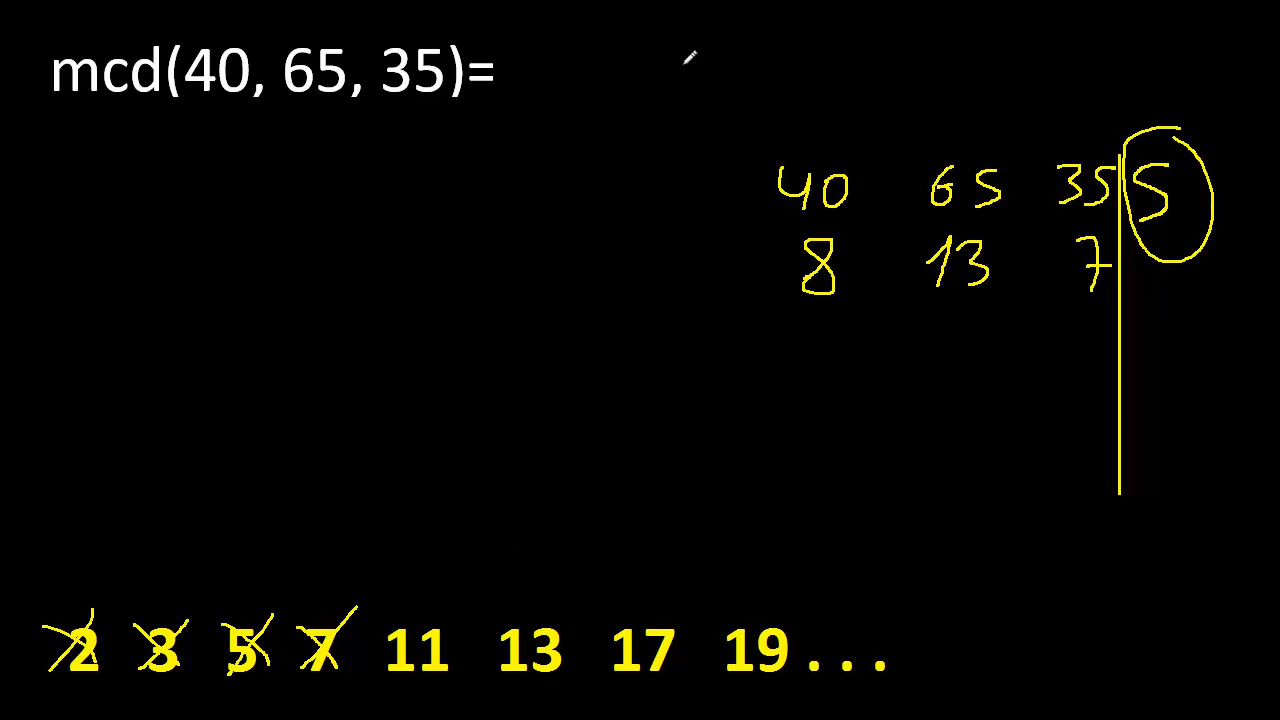 mcd(40, 65, 35)=
40 65 35 5
8 13 7
2 3 5 7 11 13 17 19 . . .